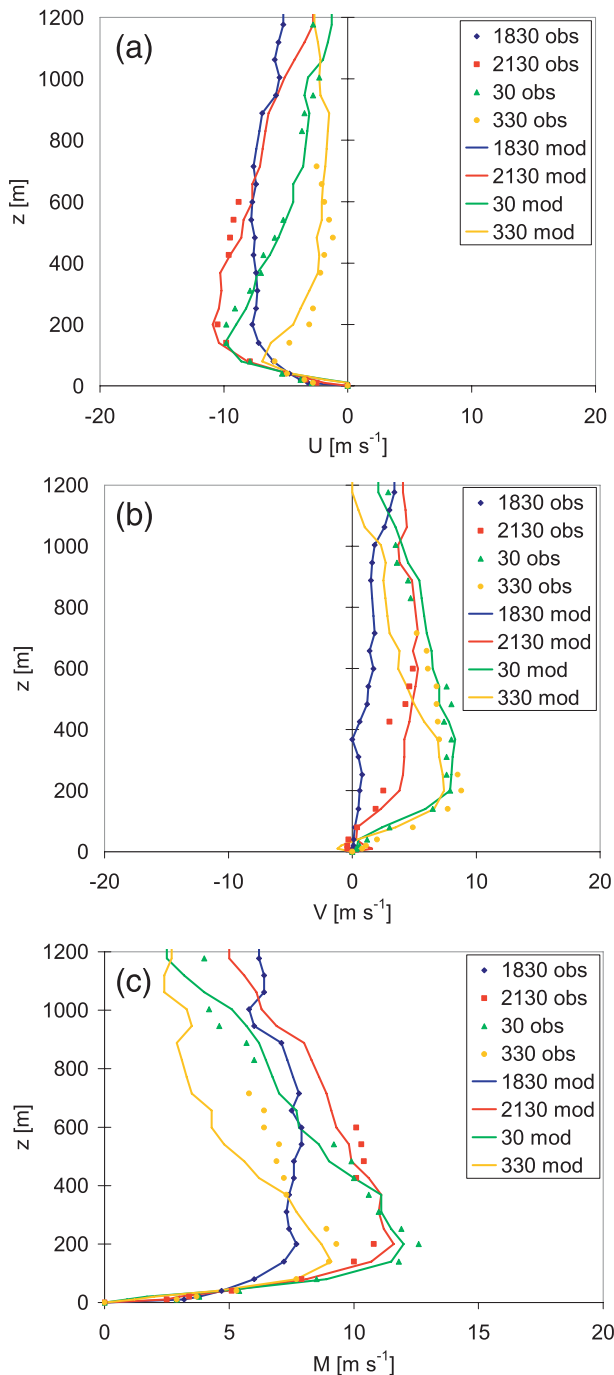 (a)
1200
1000
800
600
400
200
0
z [m]
-20
-10
0
10
20
U [m s⁻¹]
1830 obs
2130 obs
30 obs
330 obs
1830 mod
2130 mod
30 mod
330 mod
(b)
1200
1000
800
600
400
200
0
z [m]
-20
-10
0
10
20
V [m s⁻¹]
1830 obs
2130 obs
30 obs
330 obs
1830 mod
2130 mod
30 mod
330 mod
(c)
1200
1000
800
600
400
200
0
z [m]
0
5
10
15
20
M [m s⁻¹]
1830 obs
2130 obs
30 obs
330 obs
1830 mod
2130 mod
30 mod
330 mod